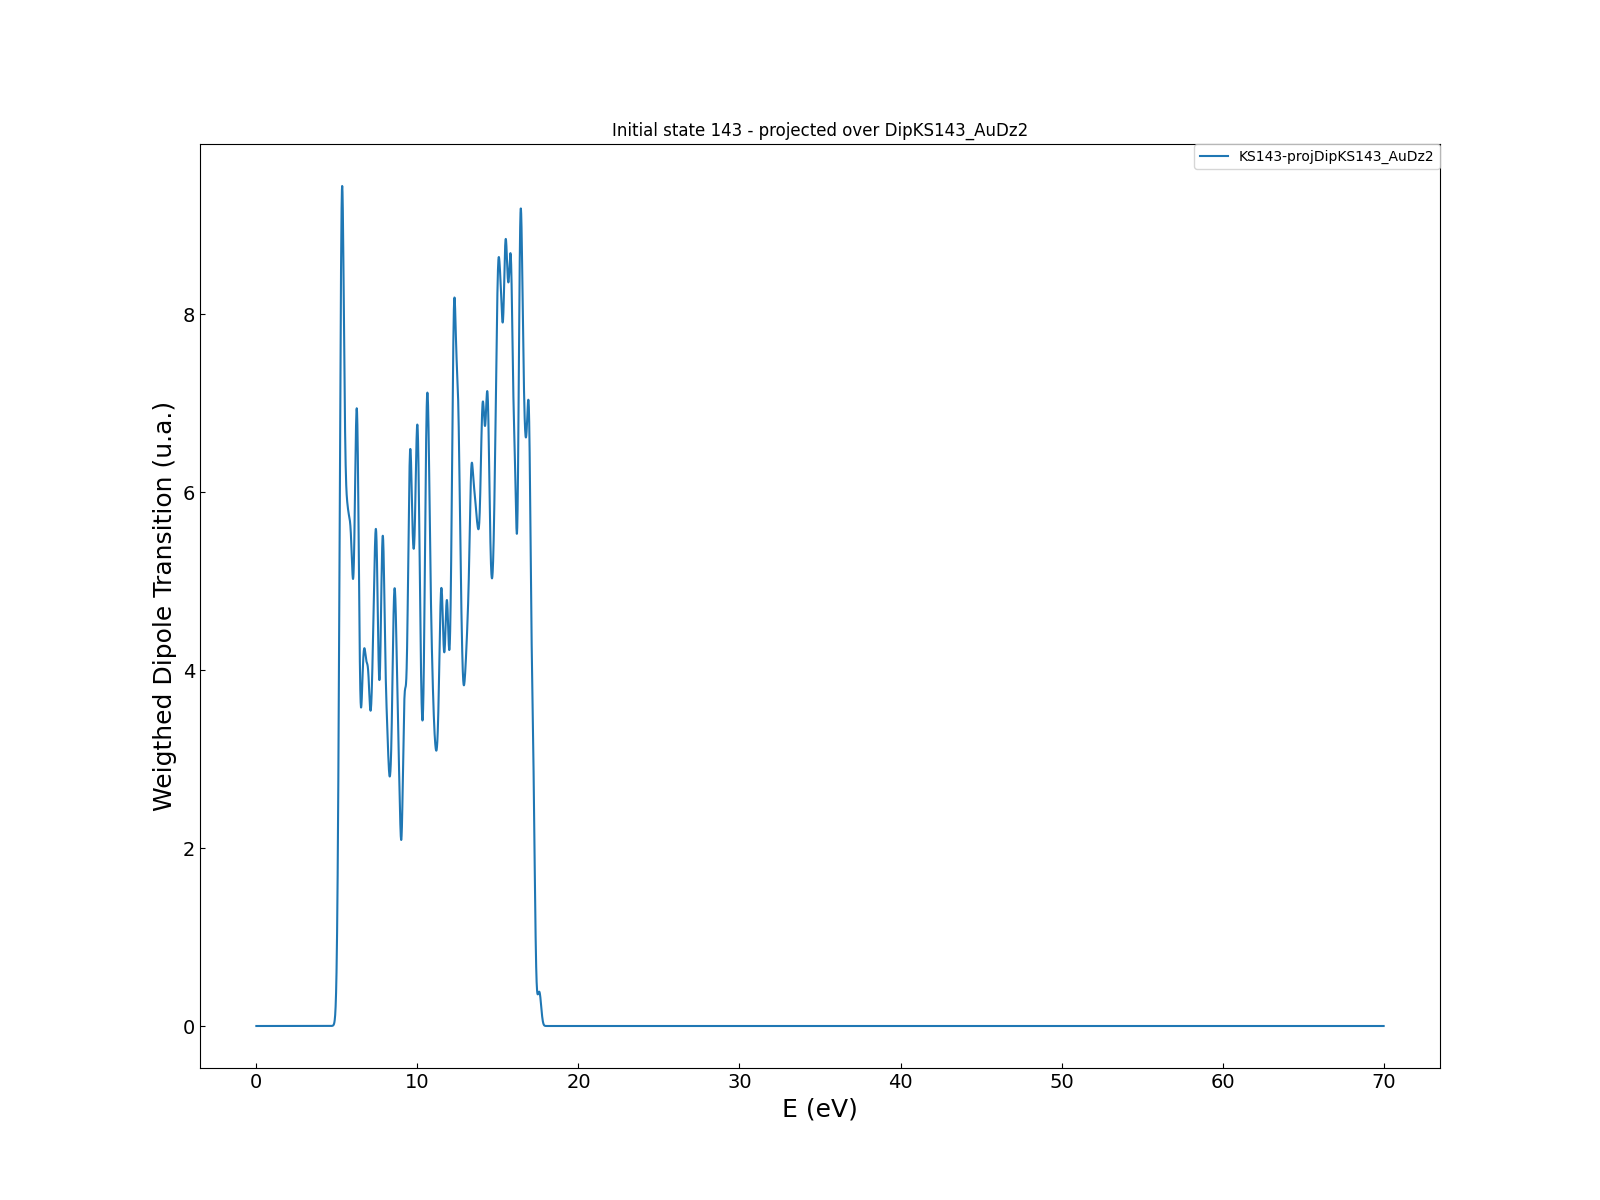 Initial state 143 - projected over DipKS143_AuDz2
KS143-projDipKS143_AuDz2
Weigthed Dipole Transition (u.a.)
8
6
4
2
0
0 10 20 30 40 50 60 70
E (eV)